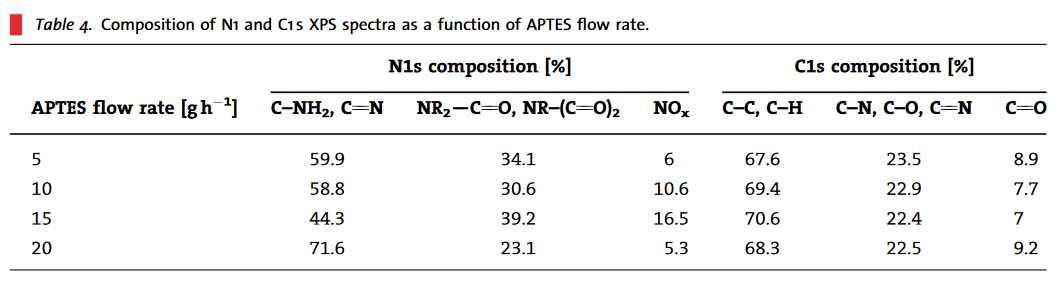 Table 4. Composition of N1 and C1s XPS spectra as a function of APTES flow rate.
N1s composition [%] C1s composition [%]
APTES flow rate [g h⁻¹] C–NH₂, C=N NR₂—C=O, NR–(C=O)₂ NOₓ C–C, C–H C–N, C–O, C=N C=O
5 59.9 34.1 6 67.6 23.5 8.9
10 58.8 30.6 10.6 69.4 22.9 7.7
15 44.3 39.2 16.5 70.6 22.4 7
20 71.6 23.1 5.3 68.3 22.5 9.2